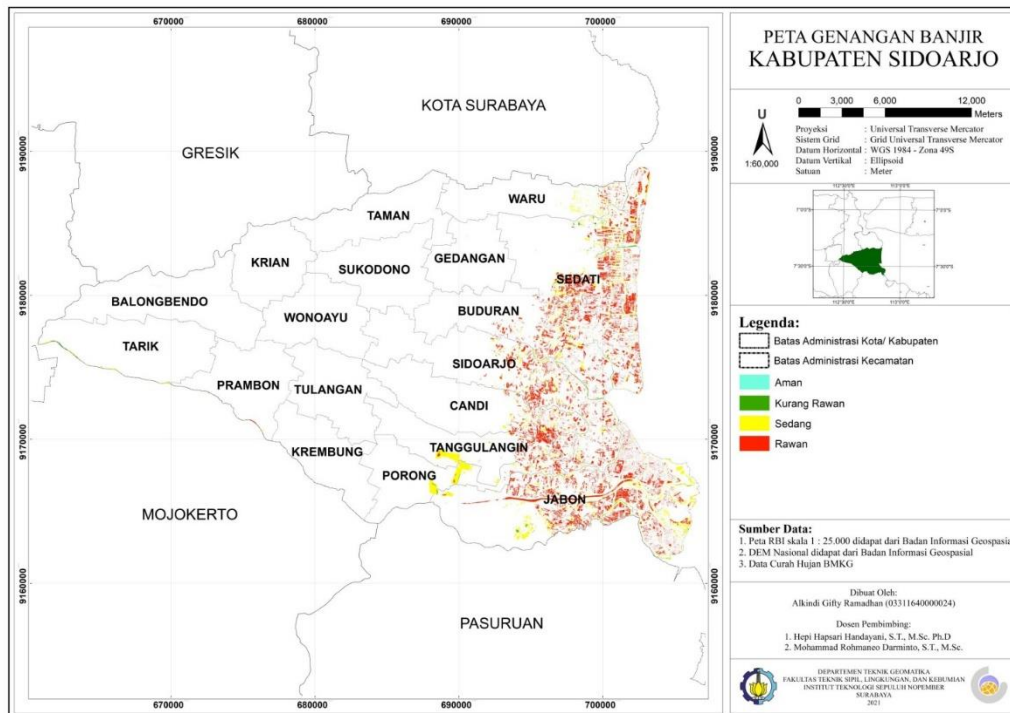 670000 680000 690000 700000
9190000 9180000 9170000 9160000
KOTA SURABAYA
GRESIK
WARU
TAMAN
KRIAN
GEDANGAN
SUKODONO
SEDATI
BALONGBENDO
WONOAYU
BUDURAN
TARIK
SIDOARJO
PRAMBON
TULANGAN
CANDI
KREMBUNG
TANGGULANGIN
PORONG
JABON
MOJOKERTO
PASURUAN
9190000 9180000 9170000 9160000
670000 680000 690000 700000
PETA GENANGAN BANJIR
KABUPATEN SIDOARJO
U
1:60,000
0 3,000 6,000 12,000
Meters
Proyeksi : Universal Transverse Mercator
Sistem Grid : Grid Universal Transverse Mercator
Datum Horizontal : WGS 1984 - Zona 49S
Datum Vertikal : Ellipsoid
Satuan : Meter
Legenda:
Batas Administrasi Kota/ Kabupaten
Batas Administrasi Kecamatan
Aman
Kurang Rawan
Sedang
Rawan
Sumber Data:
1. Peta RBI skala 1 : 25.000 didapat dari Badan Informasi Geospasia
2. DEM Nasional didapat dari Badan Informasi Geospasial
3. Data Curah Hujan BMKG
Dibuat Oleh:
Alkindi Gifty Ramadhan (03311640000024)
Dosen Pembimbing:
1. Hepi Hapsari Handayani, S.T., M.Sc. Ph.D
2. Mohammad Rohmaneo Darminto, S.T., M.Sc.
DEPARTEMEN TEKNIK GEOMATIKA
FAKULTAS TEKNIK SIPIL, LINGKUNGAN, DAN KEBUMIAN
INSTITUT TEKNOLOGI SEPULUH NOPEMBER
SURABAYA
2021